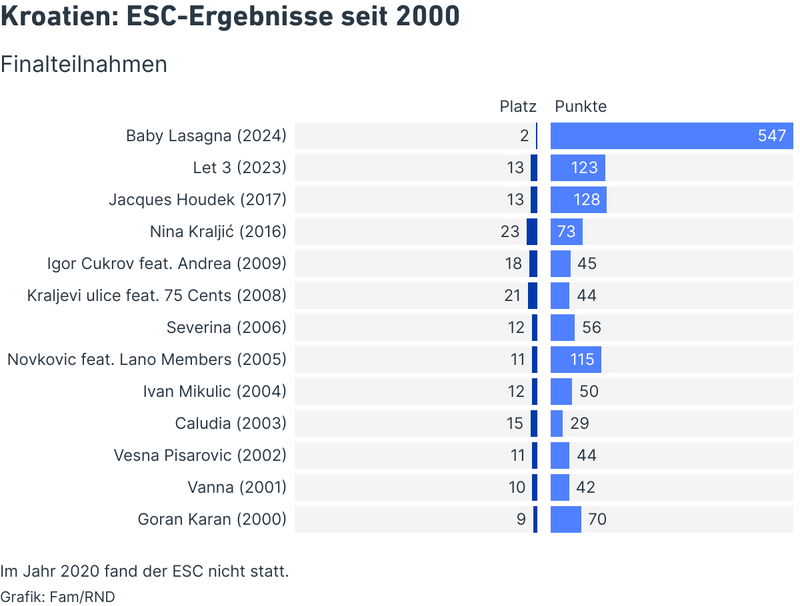 Kroatien: ESC-Ergebnisse seit 2000
Finalteilnahmen
Platz Punkte
Baby Lasagna (2024) 2 547
Let 3 (2023) 13 123
Jacques Houdek (2017) 13 128
Nina Kraljić (2016) 23 73
Igor Cukrov feat. Andrea (2009) 18 45
Kraljevi ulice feat. 75 Cents (2008) 21 44
Severina (2006) 12 56
Novkovic feat. Lano Members (2005) 11 115
Ivan Mikulic (2004) 12 50
Caludia (2003) 15 29
Vesna Pisarovic (2002) 11 44
Vanna (2001) 10 42
Goran Karan (2000) 9 70
Im Jahr 2020 fand der ESC nicht statt.
Grafik: Fam/RND